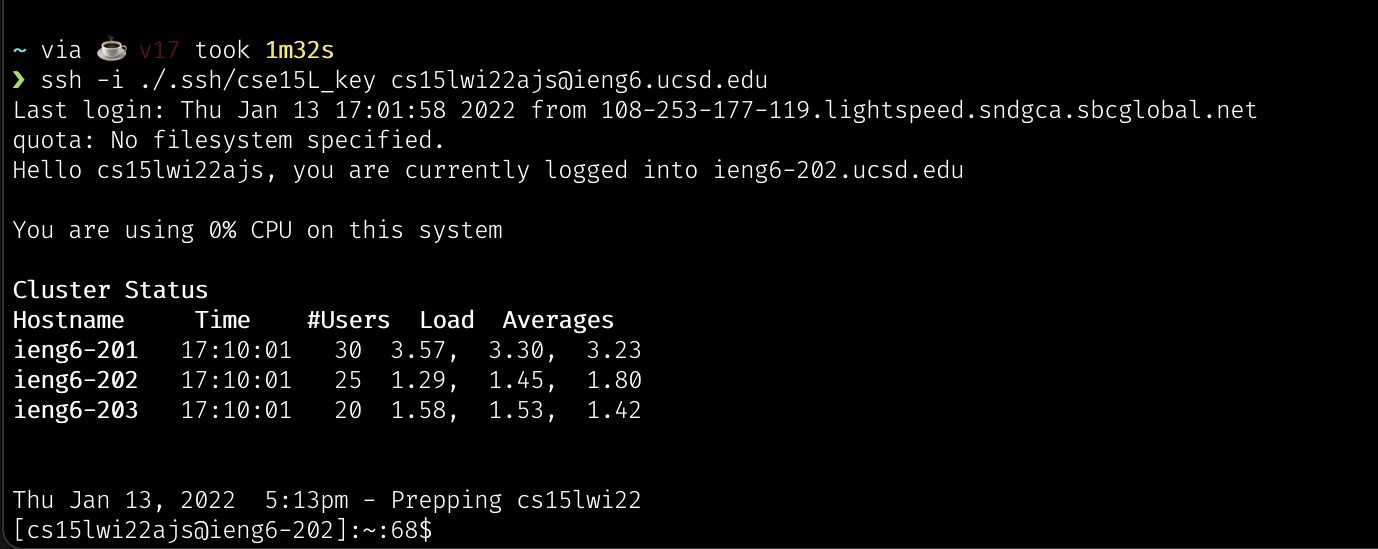 ~ via ☕ v17 took 1m32s
❯ ssh -i ./.ssh/cse15L_key cs15lwi22ajs@ieng6.ucsd.edu
Last login: Thu Jan 13 17:01:58 2022 from 108-253-177-119.lightspeed.sndgca.sbcglobal.net
quota: No filesystem specified.
Hello cs15lwi22ajs, you are currently logged into ieng6-202.ucsd.edu
You are using 0% CPU on this system
Cluster Status
Hostname     Time    #Users  Load  Averages
ieng6-201   17:10:01   30  3.57,  3.30,  3.23
ieng6-202   17:10:01   25  1.29,  1.45,  1.80
ieng6-203   17:10:01   20  1.58,  1.53,  1.42
Thu Jan 13, 2022  5:13pm - Prepping cs15lwi22
[cs15lwi22ajs@ieng6-202]:~:68$